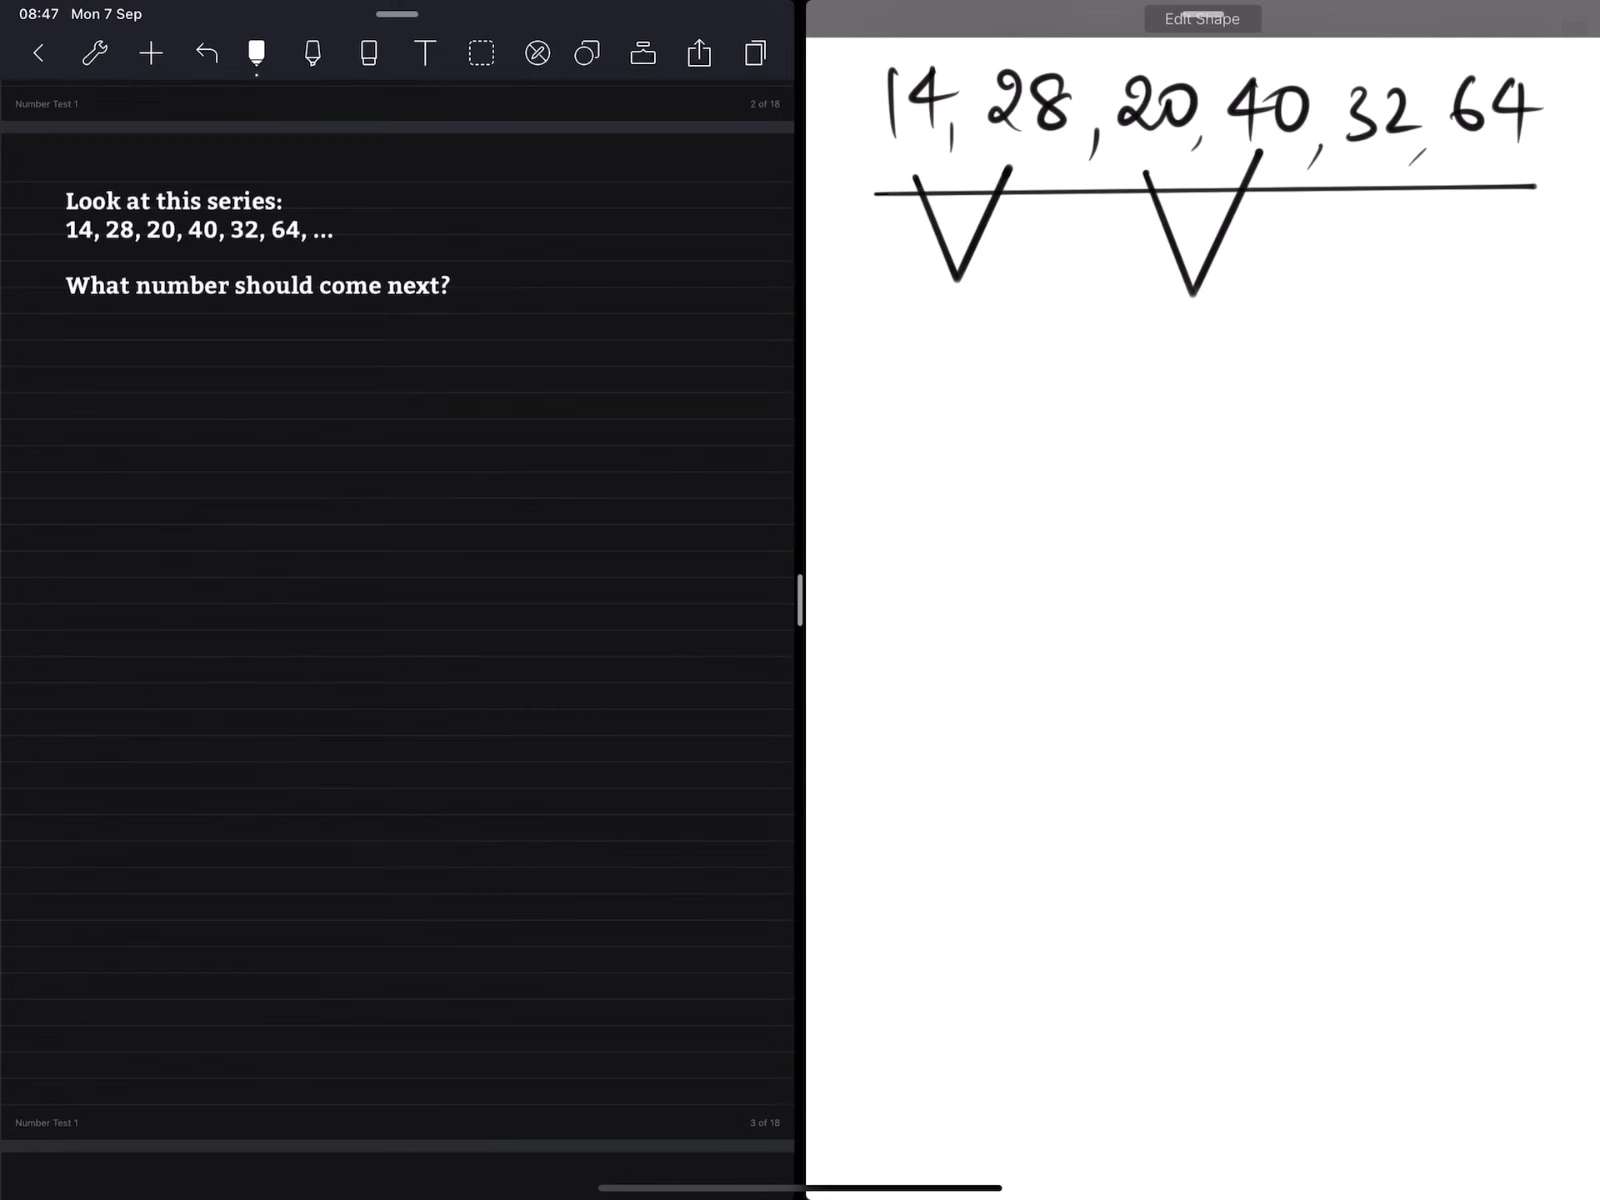 08:47 Mon 7 Sep
Number Test 1
2 of 18
Look at this series:
14, 28, 20, 40, 32, 64, ...
What number should come next?
Number Test 1
3 of 18
Edit Shape
14, 28, 20, 40, 32, 64